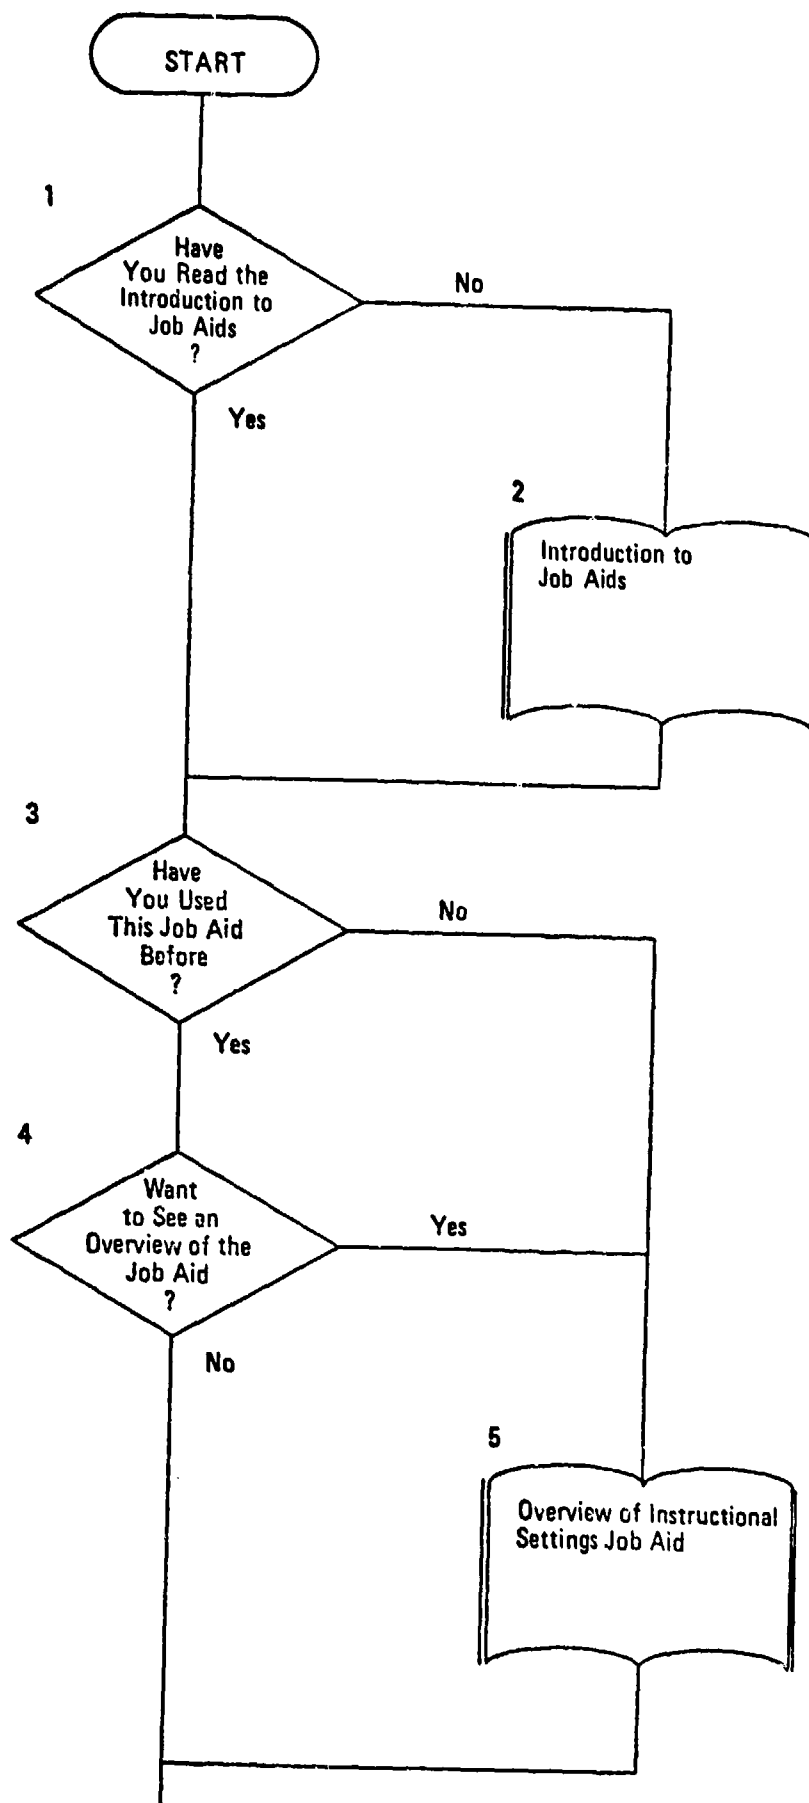 START
1
Have
You Read the
Introduction to
Job Aids
?
No
Yes
2
Introduction to
Job Aids
3
Have
You Used
This Job Aid
Before
?
No
Yes
4
Want
to See an
Overview of the
Job Aid
?
Yes
No
5
Overview of Instructional
Settings Job Aid